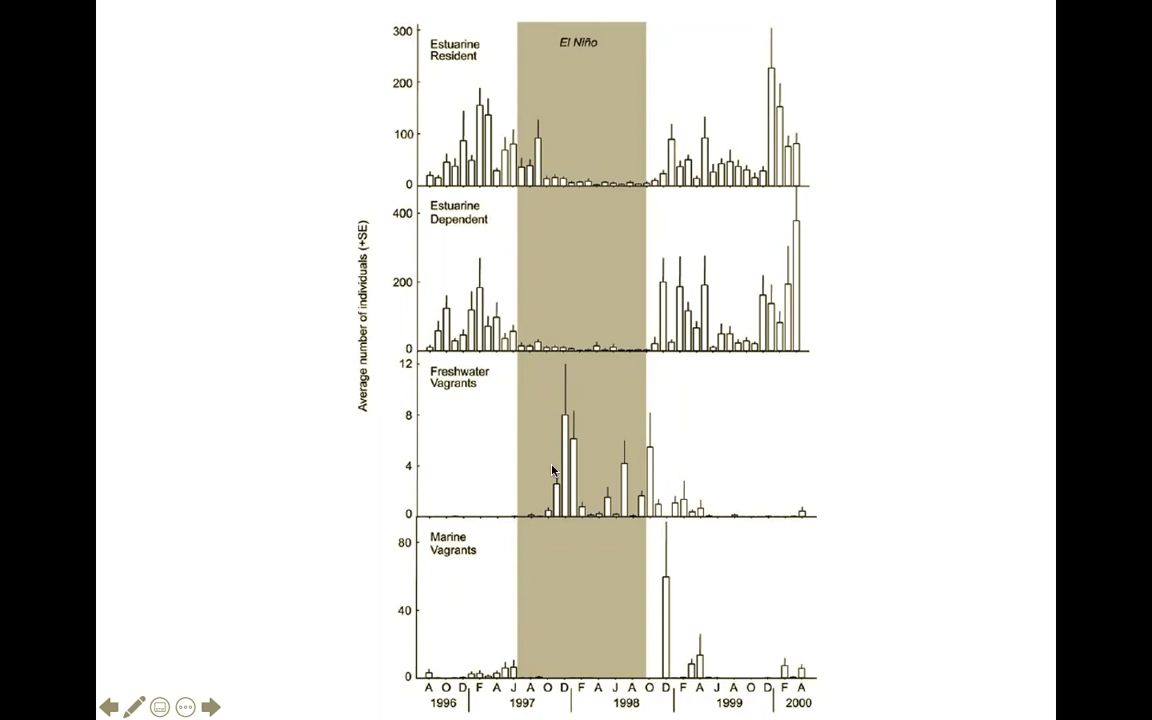 El Niño
Estuarine
Resident
300
200
100
0
Estuarine
Dependent
400
200
0
Average number of individuals (+SE)
Freshwater
Vagrants
12
8
4
0
Marine
Vagrants
80
40
0
A O D F A J A O D F A J A O D F A J A O D F A
1996 1997 1998 1999 2000